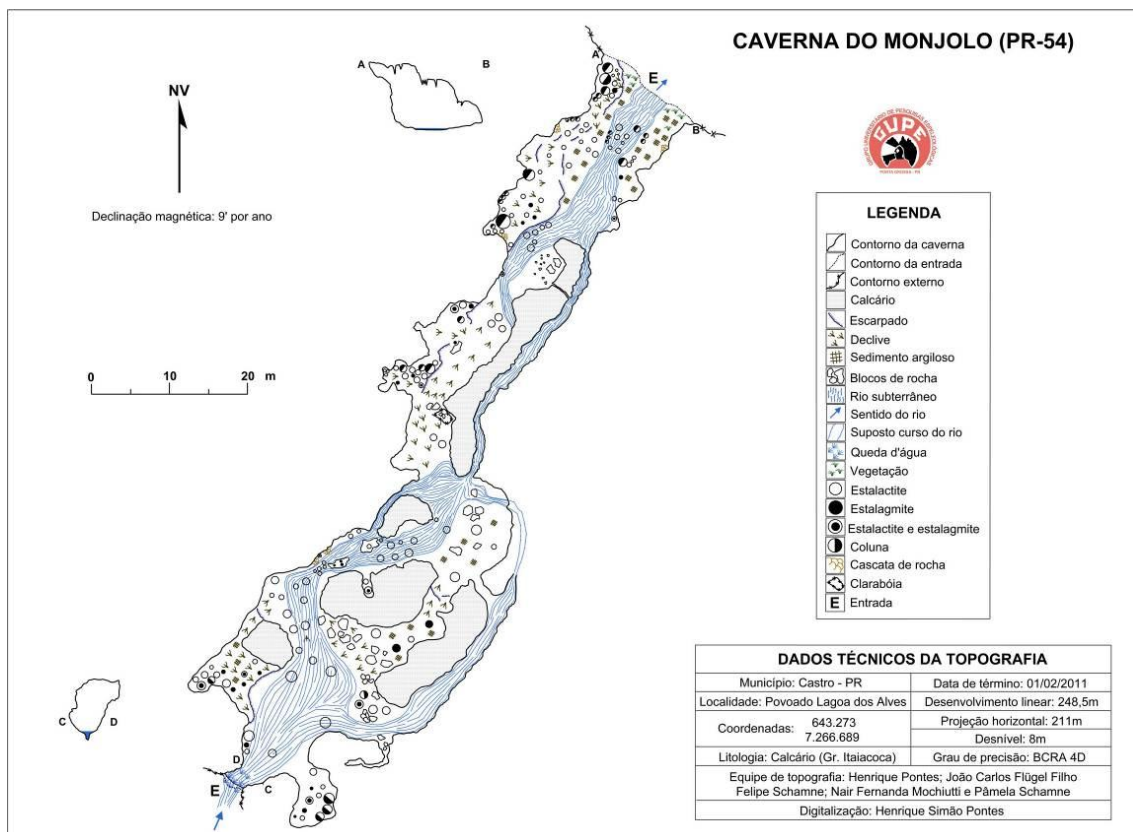 CAVERNA DO MONJOLO (PR-54)
A
B
NV
Declinação magnética: 9' por ano
0 10 20 m
A
E
B
GUPE
LEGENDA
Contorno da caverna
Contorno da entrada
Contorno externo
Calcário
Escarpado
Declive
Sedimento argiloso
Blocos de rocha
Rio subterrâneo
Sentido do rio
Suposto curso do rio
Queda d'água
Vegetação
Estalactite
Estalagmite
Estalactite e estalagmite
Coluna
Cascata de rocha
Clarabóia
E Entrada
C
D
D
E
C
DADOS TÉCNICOS DA TOPOGRAFIA
Município: Castro - PR
Data de término: 01/02/2011
Localidade: Povoado Lagoa dos Alves
Desenvolvimento linear: 248,5m
Coordenadas: 643.273
7.266.689
Projeção horizontal: 211m
Desnível: 8m
Litologia: Calcário (Gr. Itaiacoca)
Grau de precisão: BCRA 4D
Equipe de topografia: Henrique Pontes; João Carlos Flügel Filho
Felipe Schamne; Nair Fernanda Mochiutti e Pâmela Schamne
Digitalização: Henrique Simão Pontes